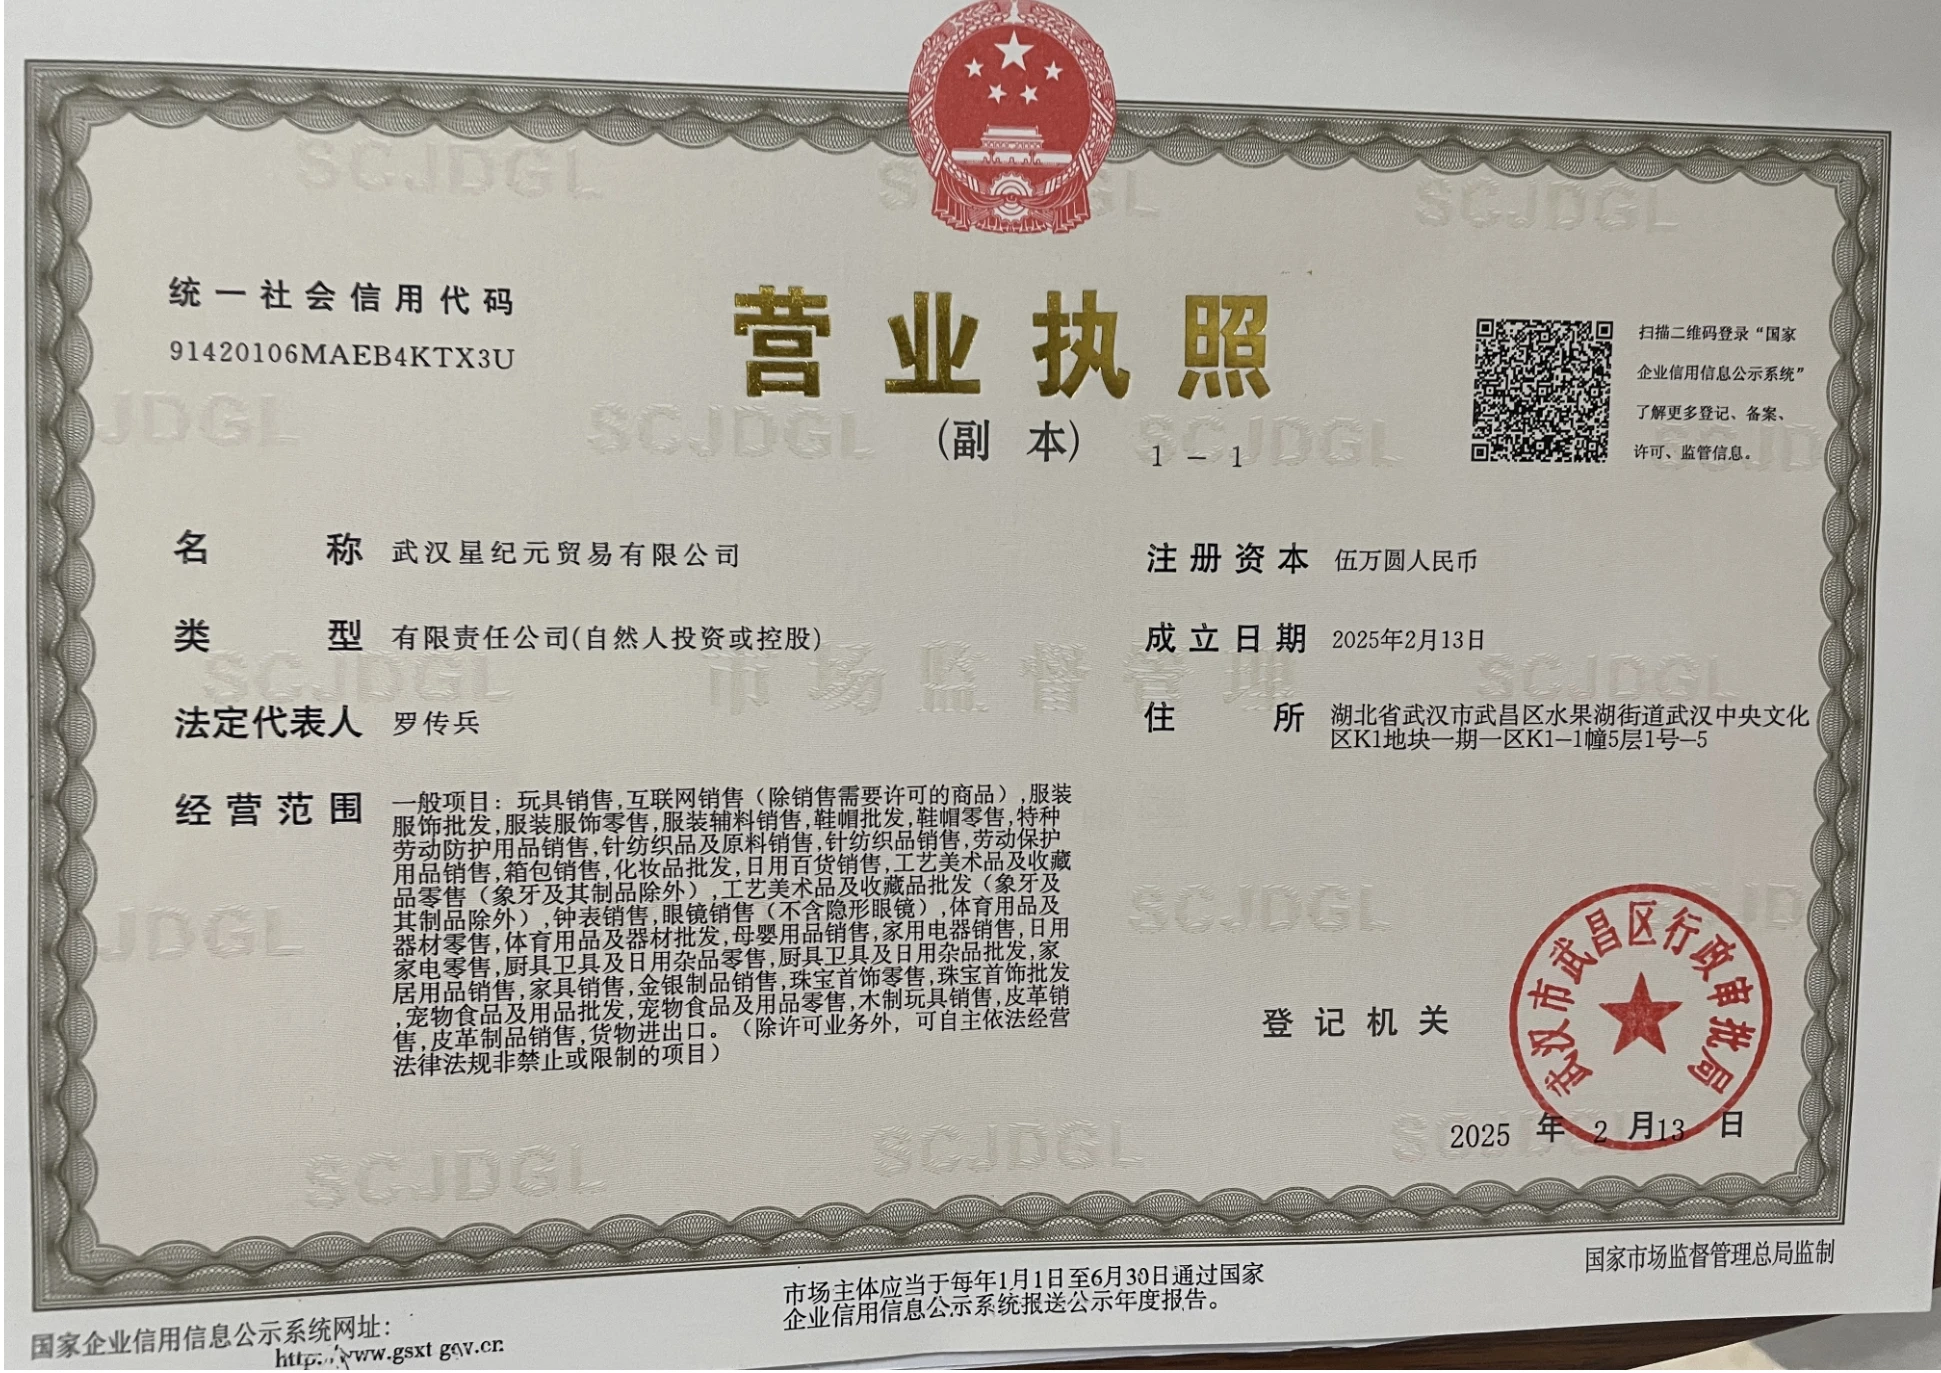 统一社会信用代码
91420106MAEB4KTX3U
营业执照
(副 本) 1-1
扫描二维码登录“国家
企业信用信息公示系统”
了解更多登记、备案、
许可、监管信息。
名 称 武汉星纪元贸易有限公司
类 型 有限责任公司(自然人投资或控股)
法定代表人 罗传兵
经营范围 一般项目：玩具销售,互联网销售（除销售需要许可的商品）,服装
服饰批发,服装服饰零售,服装辅料销售,鞋帽批发,鞋帽零售,特种
劳动防护用品销售,针纺织品及原料销售,针纺织品销售,劳动保护
用品销售,箱包销售,化妆品批发,日用百货销售,工艺美术品及收藏
品零售（象牙及其制品除外）,工艺美术品及收藏品批发（象牙及
其制品除外）,钟表销售,眼镜销售（不含隐形眼镜）,体育用品及
器材零售,体育用品及器材批发,母婴用品销售,家用电器销售,日用
家电零售,厨具卫具及日用杂品零售,厨具卫具及日用杂品批发,家
居用品销售,家具销售,金银制品销售,珠宝首饰零售,珠宝首饰批发
,宠物食品及用品批发,宠物食品及用品零售,木制玩具销售,皮革销
售,皮革制品销售,货物进出口。（除许可业务外，可自主依法经营
法律法规非禁止或限制的项目）
注册资本 伍万圆人民币
成立日期 2025年2月13日
住 所 湖北省武汉市武昌区水果湖街道武汉中央文化
区K1地块一期一区K1-1幢5层1号-5
登记机关
武汉市武昌区行政审批局
2025 年 2 月 13 日
国家企业信用信息公示系统网址：
http://www.gsxt.gov.cn
市场主体应当于每年1月1日至6月30日通过国家
企业信用信息公示系统报送公示年度报告。
国家市场监督管理总局监制
SCJDGL
市场监督管理